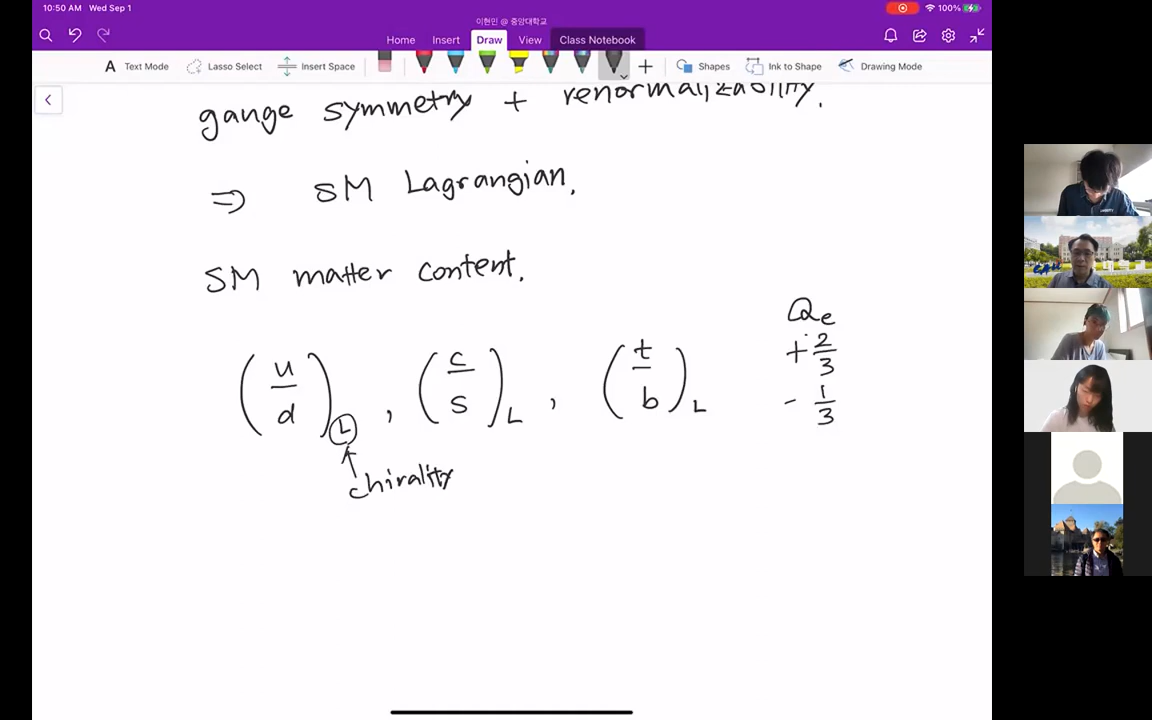 10:50 AM Wed Sep 1
100%
이현민 @ 중앙대학교
Home Insert Draw View Class Notebook
A Text Mode Lasso Select Insert Space Shapes Ink to Shape Drawing Mode
gauge symmetry + renormalizability.
⇒ SM Lagrangian.
SM matter content.
Qe
(u/d)L , (c/s)L , (t/b)L
+ 2/3
- 1/3
↑
chirality